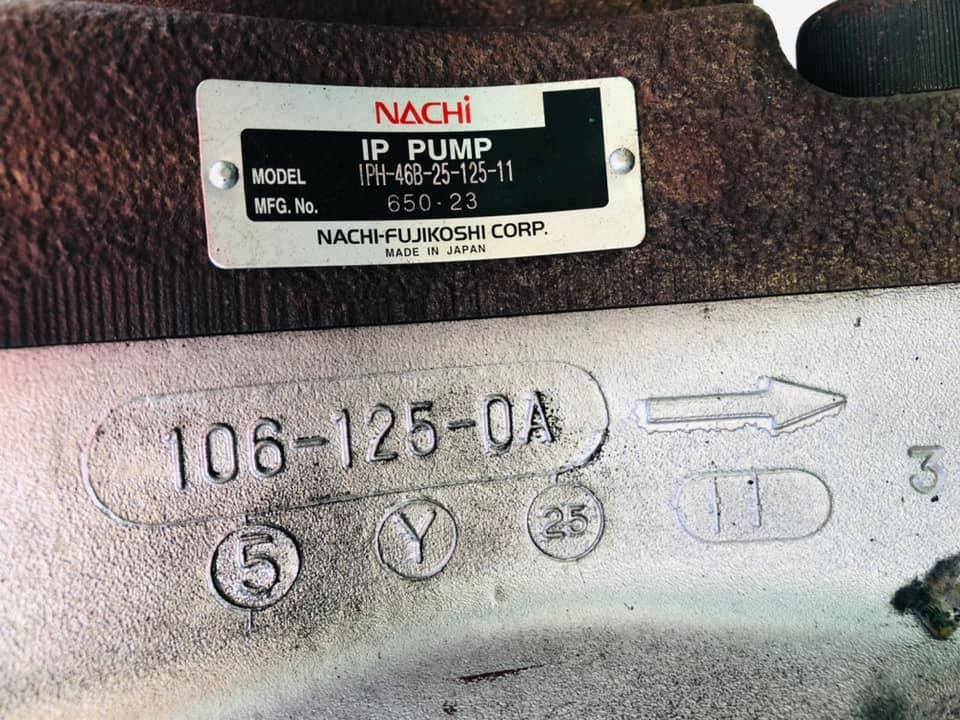 NACHi
IP PUMP
MODEL IPH-46B-25-125-11
MFG. No. 650·23
NACHI-FUJIKOSHI CORP.
MADE IN JAPAN
106-125-0A
5 Y 25 11
3